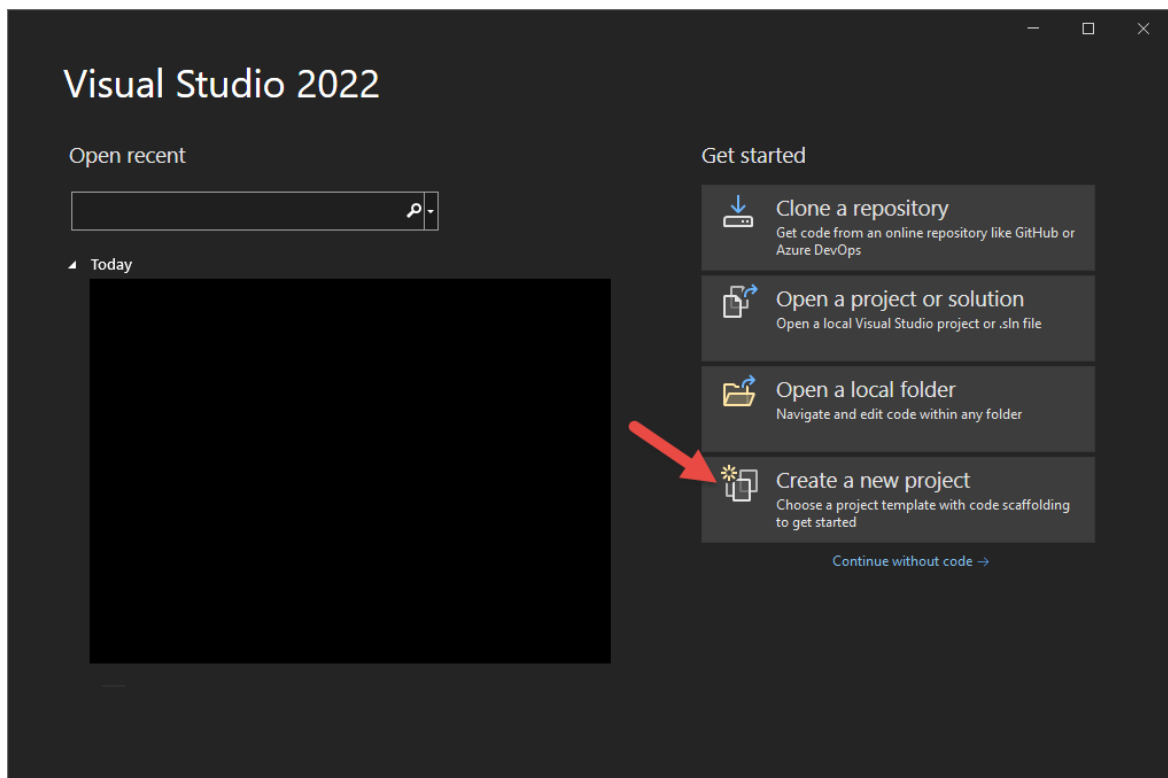 Visual Studio 2022
Open recent
Today
Get started
Clone a repository
Get code from an online repository like GitHub or
Azure DevOps
Open a project or solution
Open a local Visual Studio project or .sln file
Open a local folder
Navigate and edit code within any folder
Create a new project
Choose a project template with code scaffolding
to get started
Continue without code →